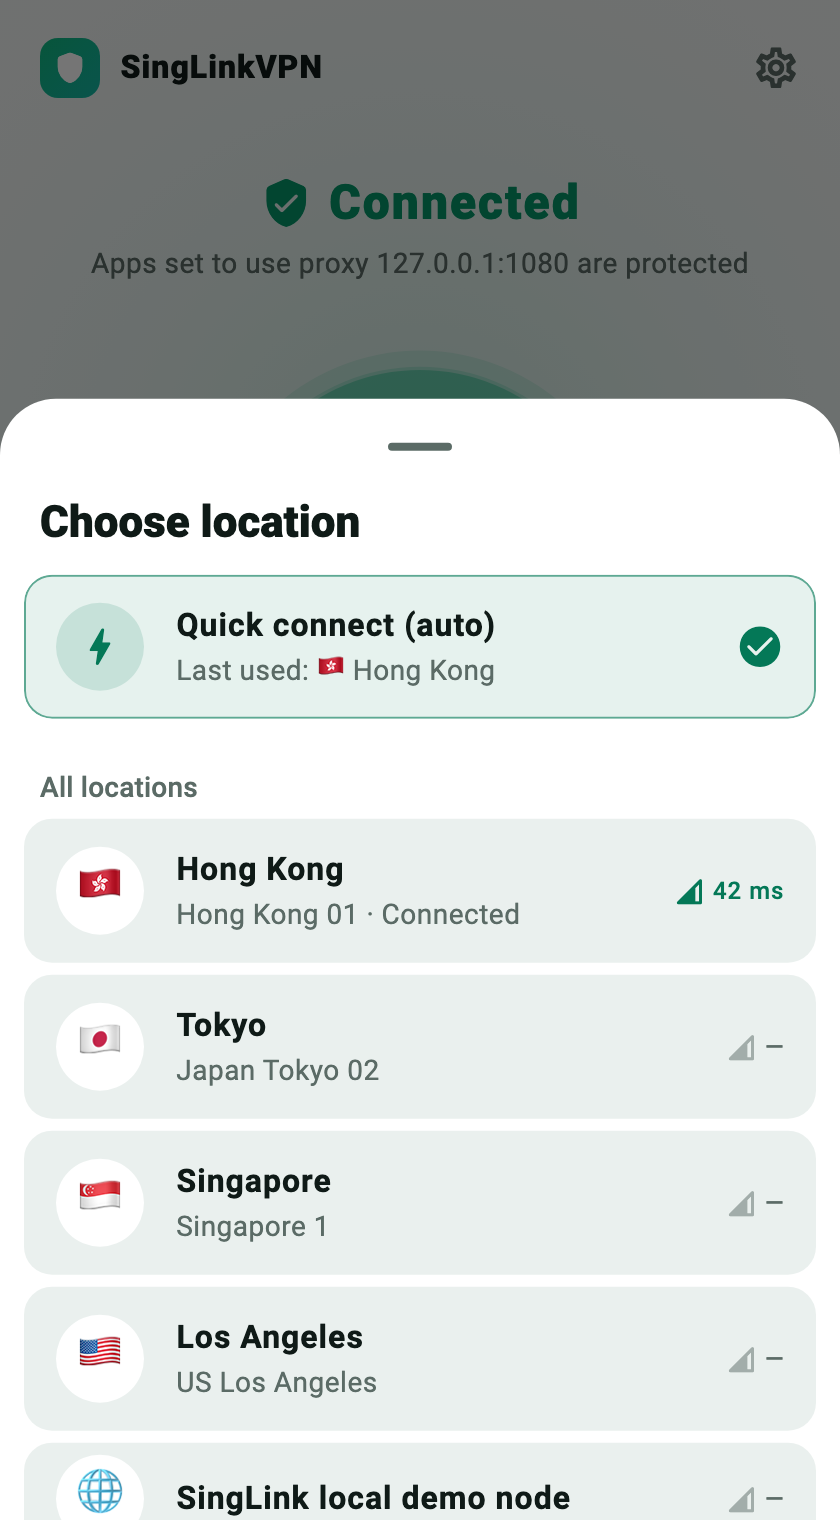 SingLinkVPN
Connected
Apps set to use proxy 127.0.0.1:1080 are protected
Choose location
Quick connect (auto)
Last used: 🇭🇰 Hong Kong
All locations
Hong Kong
Hong Kong 01 · Connected
42 ms
Tokyo
Japan Tokyo 02
–
Singapore
Singapore 1
–
Los Angeles
US Los Angeles
–
SingLink local demo node
–